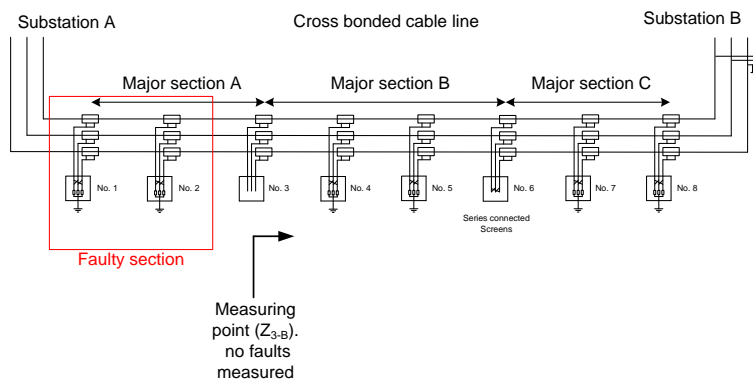 Substation A
Cross bonded cable line
Substation B
Major section A
Major section B
Major section C
No. 1
No. 2
No. 3
No. 4
No. 5
No. 6
No. 7
No. 8
Series connected
Screens
Faulty section
Measuring
point (Z3-B).
no faults
measured